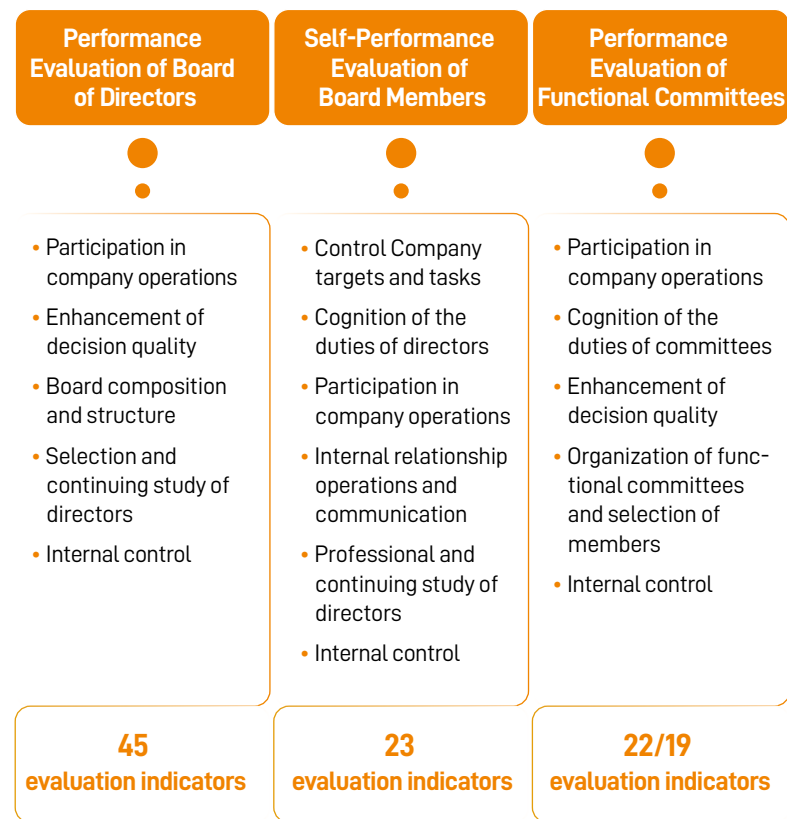 Performance
Evaluation of Board
of Directors
• Participation in
company operations
• Enhancement of
decision quality
• Board composition
and structure
• Selection and
continuing study of
directors
• Internal control
45
evaluation indicators
Self-Performance
Evaluation of
Board Members
• Control Company
targets and tasks
• Cognition of the
duties of directors
• Participation in
company operations
• Internal relationship
operations and
communication
• Professional and
continuing study of
directors
• Internal control
23
evaluation indicators
Performance
Evaluation of
Functional Committees
• Participation in
company operations
• Cognition of the
duties of committees
• Enhancement of
decision quality
• Organization of func-
tional committees
and selection of
members
• Internal control
22/19
evaluation indicators